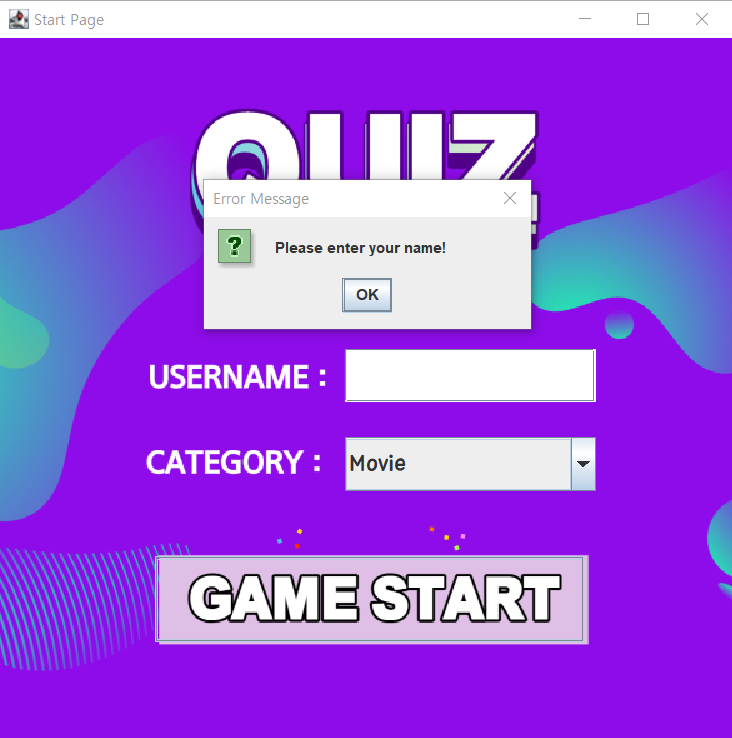 Start Page
QUIZ
Error Message
?
Please enter your name!
OK
USERNAME :
CATEGORY :
Movie
GAME START